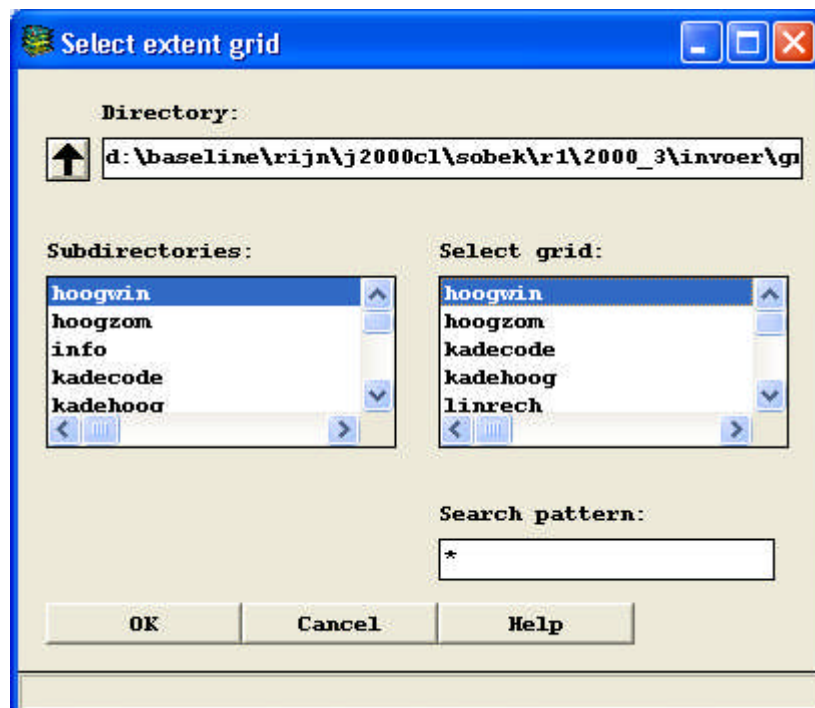 Select extent grid
Directory:
d:\baseline\rijn\j2000cl\sobek\r1\2000_3\invoer\
Subdirectories:
hoogwin
hoogzom
info
kadecode
kadehoog
Select grid:
hoogwin
hoogzom
kadecode
kadehoog
linrech
Search pattern:
*
OK Cancel Help